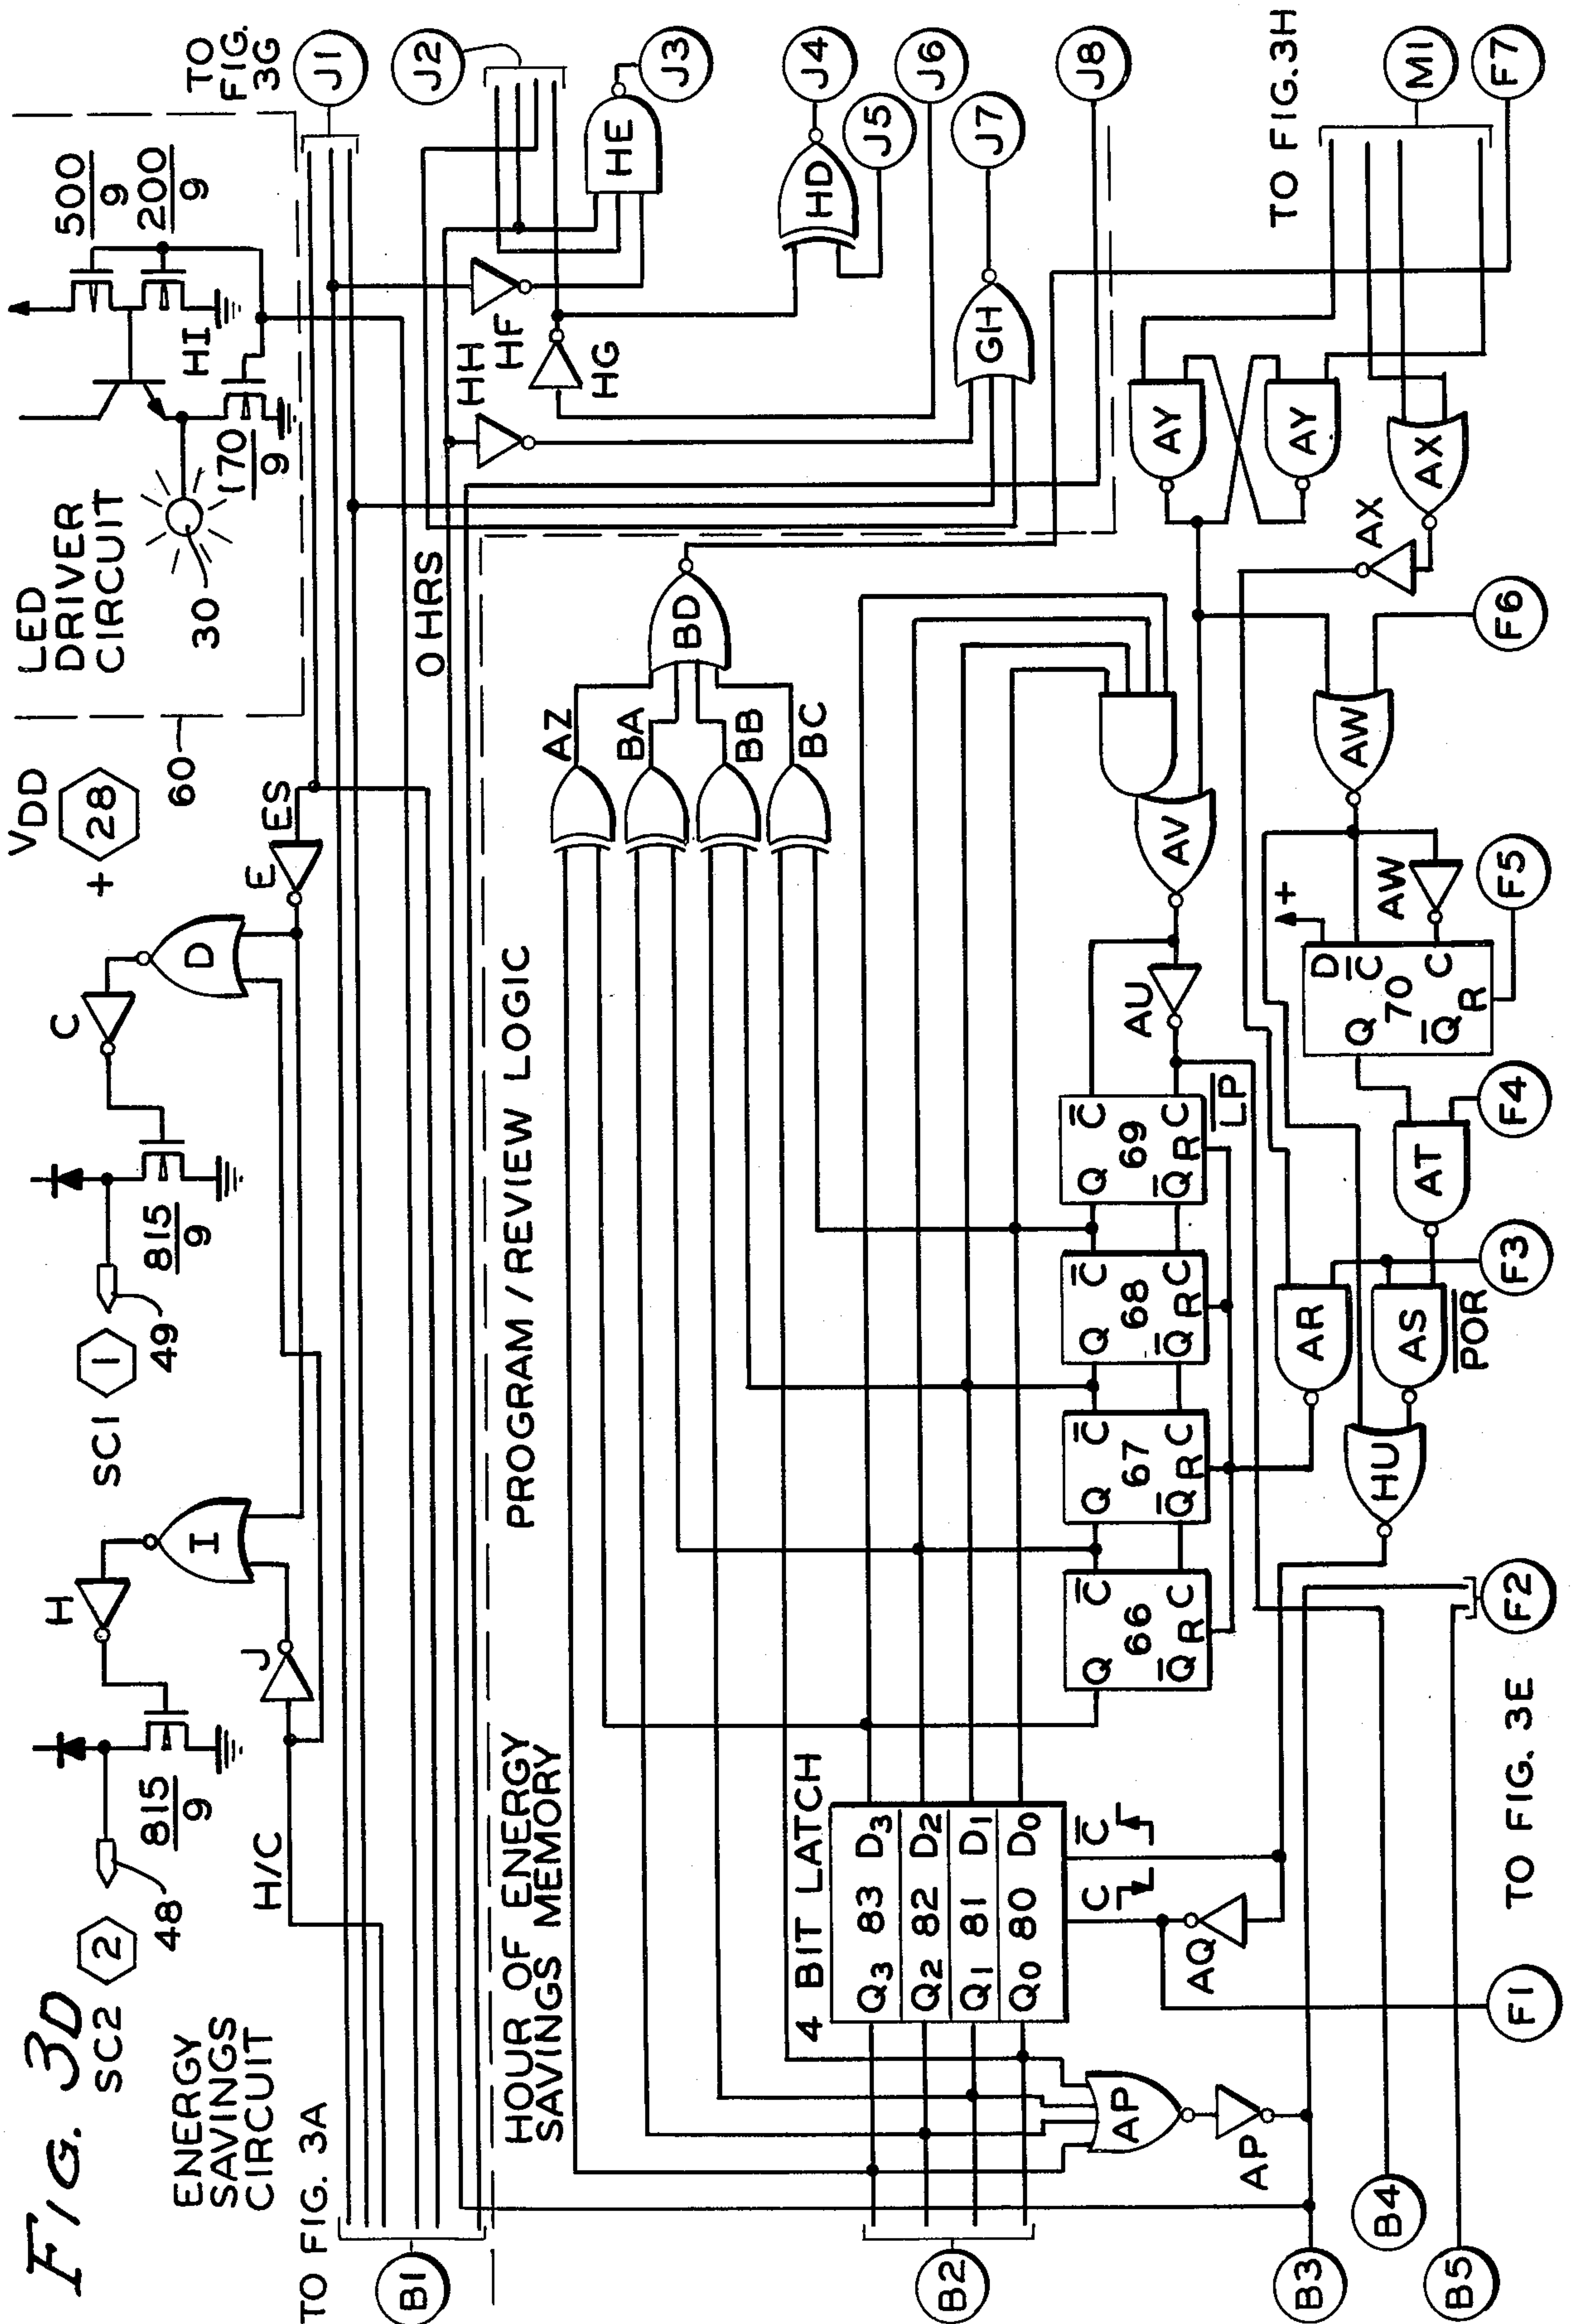 FIG. 3D
SC2 2
48
815
9
SC1 1
49
815
9
VDD
+ 28
60
LED
DRIVER
CIRCUIT
30
500
9
200
9
HI
170
9
TO
FIG.
3G
ENERGY
SAVINGS
CIRCUIT
H/C
H
I
J
C
D
E
ES
TO FIG. 3A
B1
J1
J2
J3
HE
HH
HF
HG
HD
J4
J5
J6
GH
J7
J8
0 HRS
HOUR OF ENERGY
SAVINGS MEMORY
PROGRAM / REVIEW LOGIC
AZ
BA
BB
BC
BD
4 BIT LATCH
Q3 83 D3
Q2 82 D2
Q1 81 D1
Q0 80 D0
C C̅
B2
AP
AP
AQ
Q C̅
66
Q̅ R C
Q C̅
67
Q̅ R C
Q C̅
68
Q̅ R C
Q C̅
69
Q̅ R C
L̅P̅
AU
AV
AY
AY
AX
AX
TO FIG. 3H
M1
F7
HU
AR
AS
P̅O̅R̅
AT
Q D
C̅
70
Q̅ C
R
+
AW
AW
B3
B4
B5
F1
TO FIG. 3E
F2
F3
F4
F5
F6